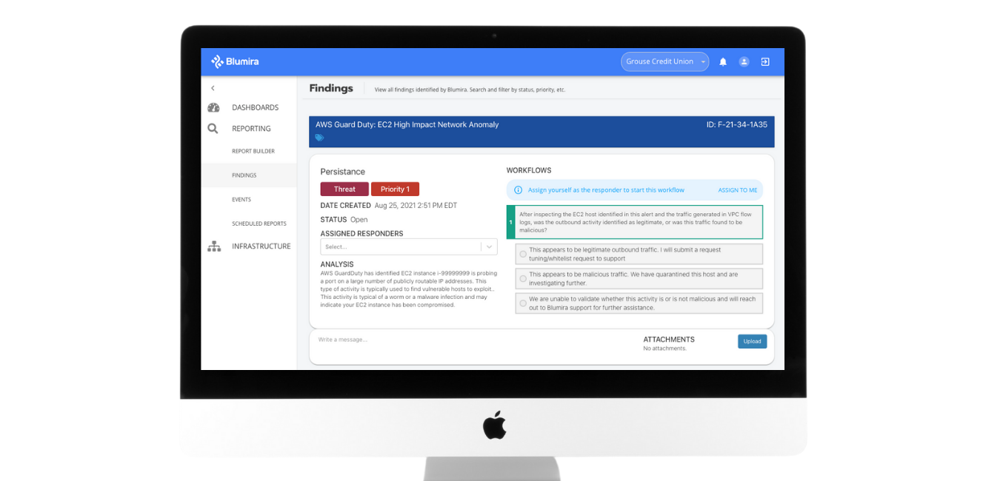 Blumira
Grouse Credit Union
DASHBOARDS
REPORTING
REPORT BUILDER
FINDINGS
EVENTS
SCHEDULED REPORTS
INFRASTRUCTURE
Findings
View all findings identified by Blumira. Search and filter by status, priority, etc.
AWS Guard Duty: EC2 High Impact Network Anomaly
ID: F-21-34-1A35
Persistance
Threat
Priority 1
DATE CREATED Aug 25, 2021 2:51 PM EDT
STATUS Open
ASSIGNED RESPONDERS
Select...
ANALYSIS
AWS GuardDuty has identified EC2 instance i-99999999 is probing
a port on a large number of publicly routable IP addresses. This
type of activity is typically used to find vulnerable hosts to exploit..
This activity is typical of a worm or a malware infection and may
indicate your EC2 instance has been compromised.
WORKFLOWS
Assign yourself as the responder to start this workflow
ASSIGN TO ME
1
After inspecting the EC2 host identified in this alert and the traffic generated in VPC flow
logs, was the outbound activity identified as legitimate, or was this traffic found to be
malicious?
This appears to be legitimate outbound traffic. I will submit a request
tuning/whitelist request to support
This appears to be malicious traffic. We have quarantined this host and are
investigating further.
We are unable to validate whether this activity is or is not malicious and will reach
out to Blumira support for further assistance.
Write a message...
ATTACHMENTS
No attachments.
Upload